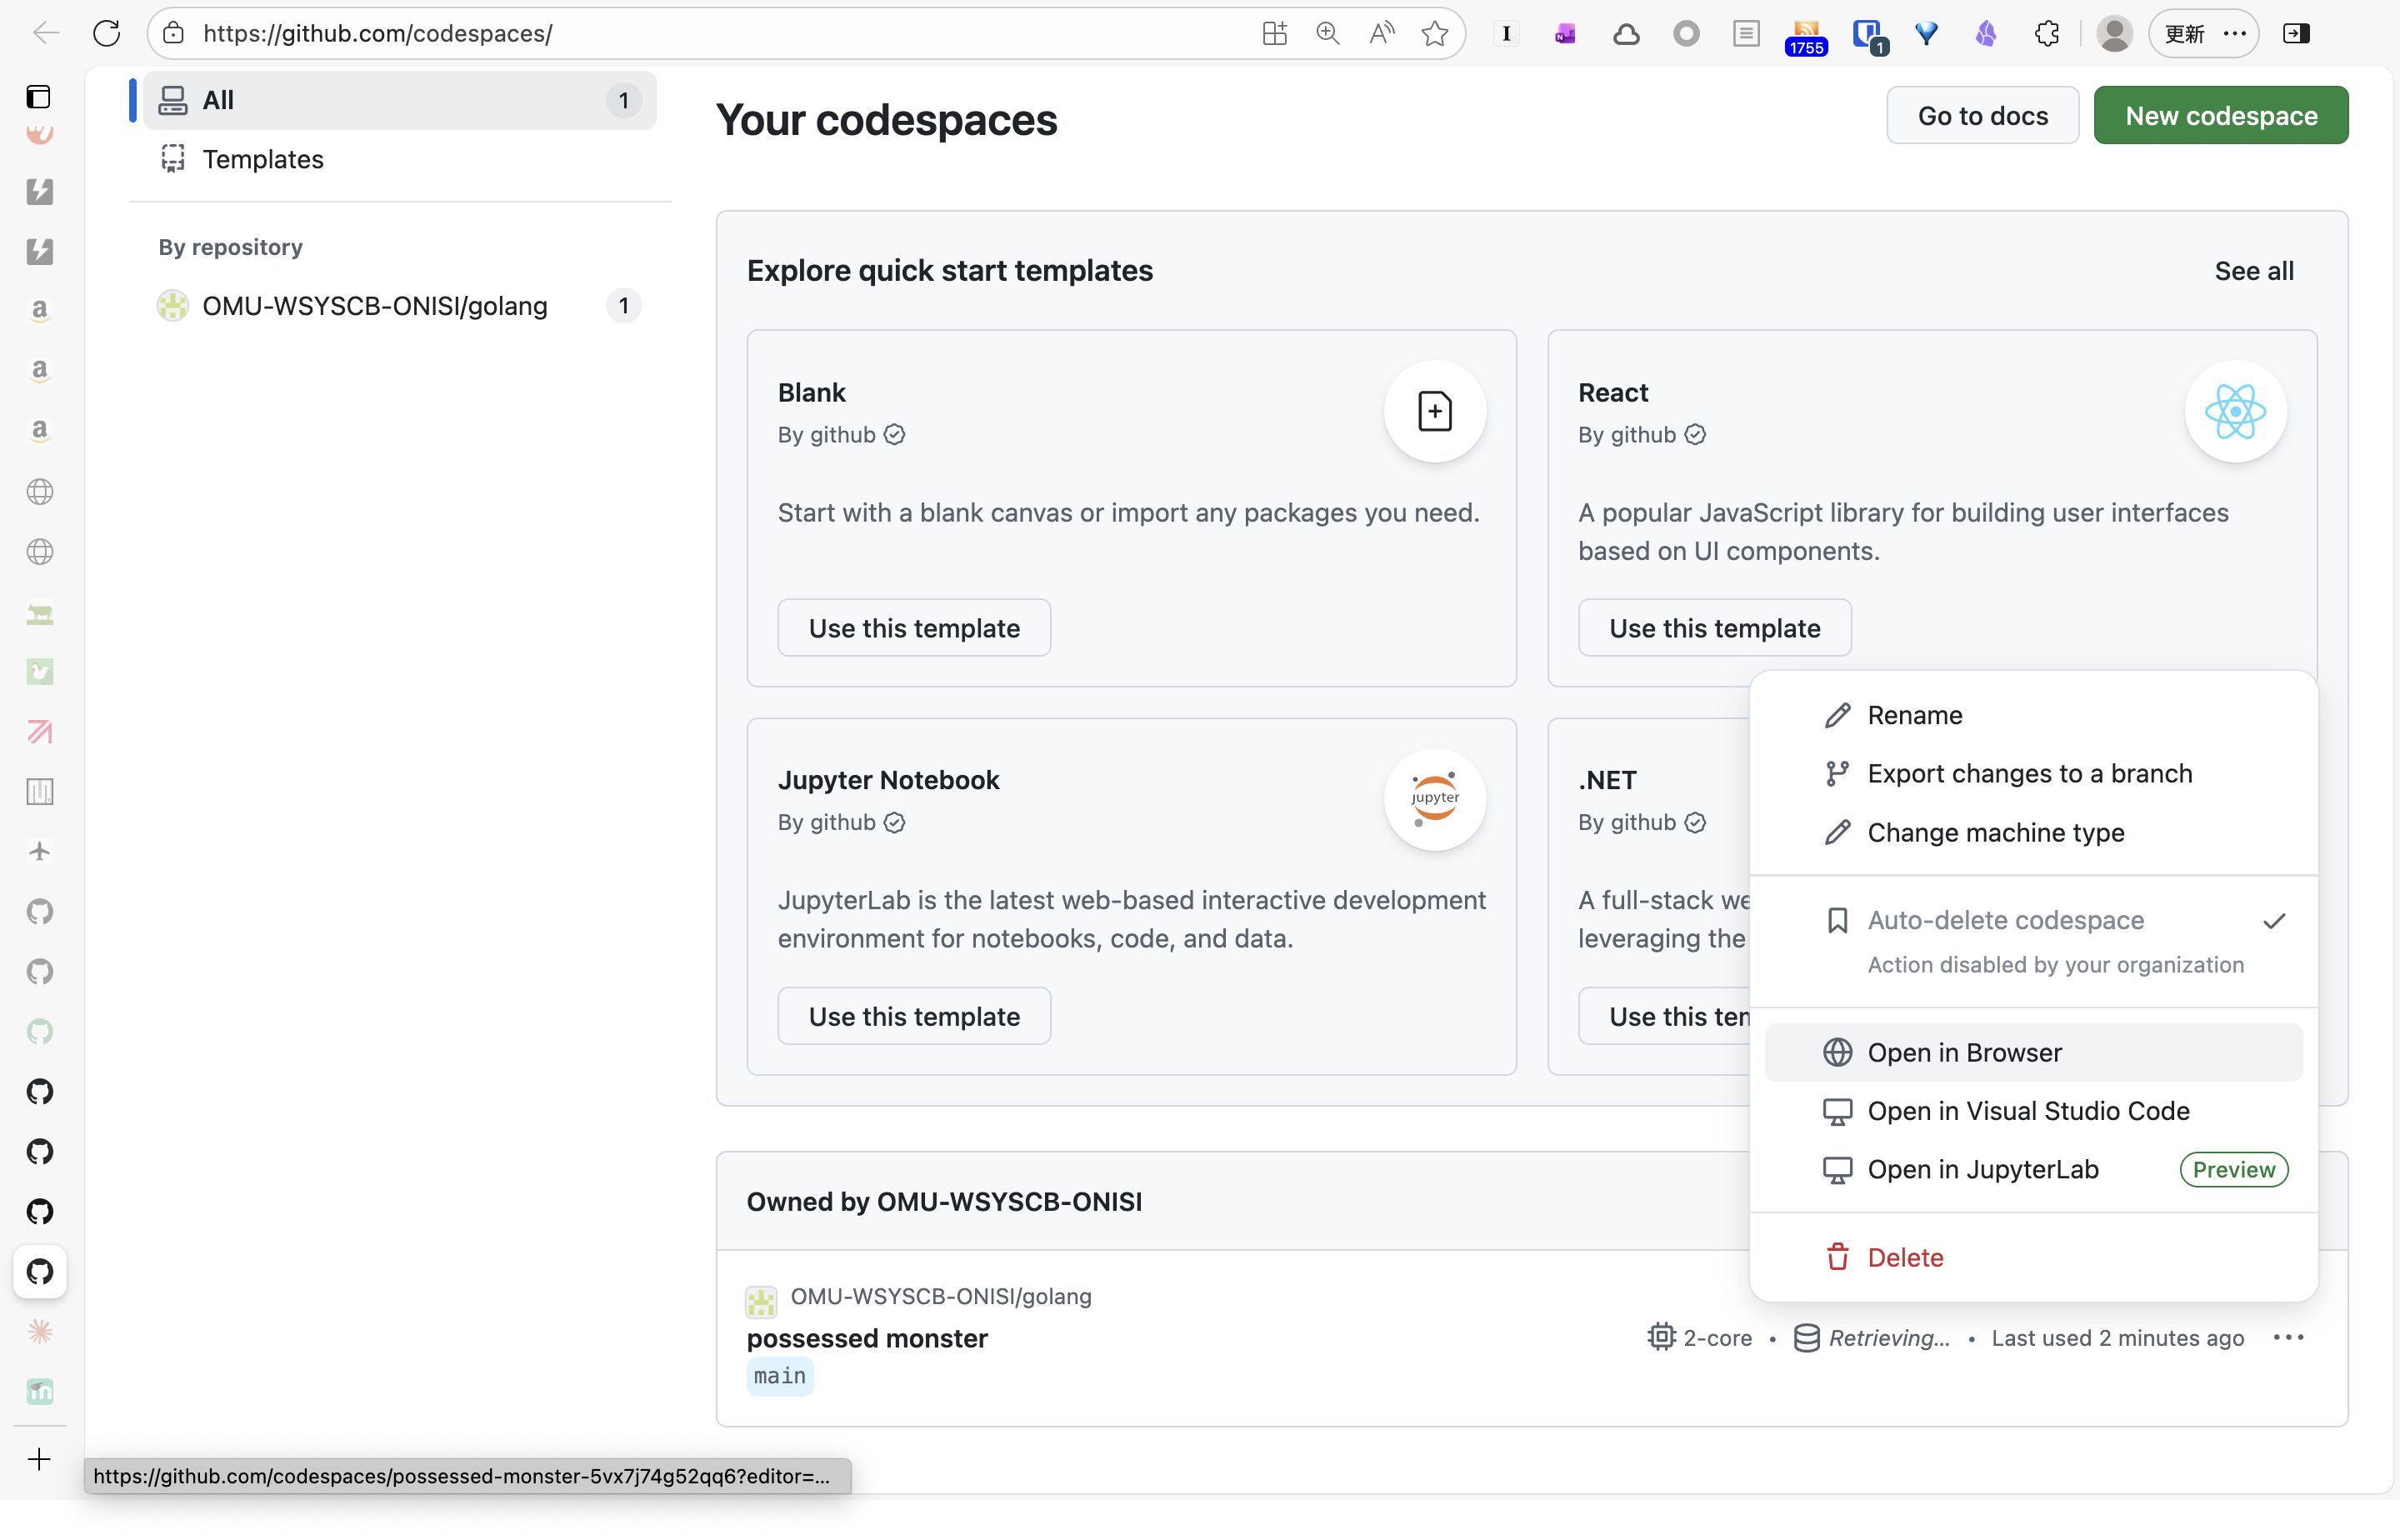 https://github.com/codespaces/
1755
1
更新
All
1
Templates
By repository
OMU-WSYSCB-ONISI/golang
1
Your codespaces
Go to docs
New codespace
Explore quick start templates
See all
Blank
By github
Start with a blank canvas or import any packages you need.
Use this template
React
By github
A popular JavaScript library for building user interfaces
based on UI components.
Use this template
Jupyter Notebook
By github
jupyter
JupyterLab is the latest web-based interactive development
environment for notebooks, code, and data.
Use this template
.NET
By github
A full-stack we
leveraging the
Use this ten
Rename
Export changes to a branch
Change machine type
Auto-delete codespace
Action disabled by your organization
Open in Browser
Open in Visual Studio Code
Open in JupyterLab
Preview
Delete
Owned by OMU-WSYSCB-ONISI
OMU-WSYSCB-ONISI/golang
possessed monster
main
2-core • Retrieving... • Last used 2 minutes ago
https://github.com/codespaces/possessed-monster-5vx7j74g52qq6?editor=...